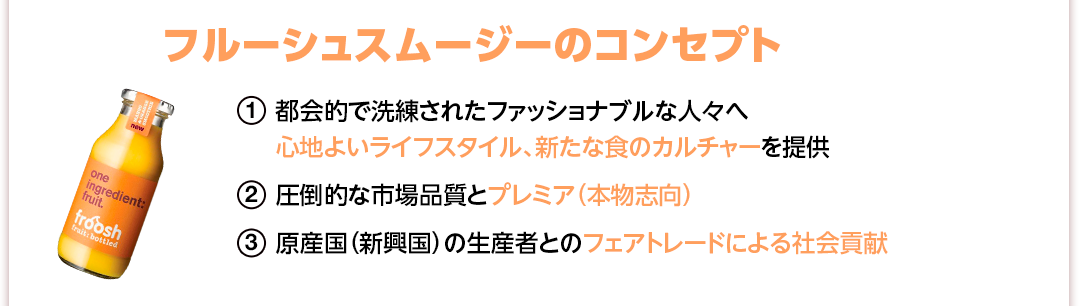 フルーシュスムージーのコンセプト
① 都会的で洗練されたファッショナブルな人々へ
心地よいライフスタイル、新たな食のカルチャーを提供
② 圧倒的な市場品質とプレミア(本物志向)
③ 原産国(新興国)の生産者とのフェアトレードによる社会貢献
new
one
ingredient:
fruit.
froosh
fruit: bottled